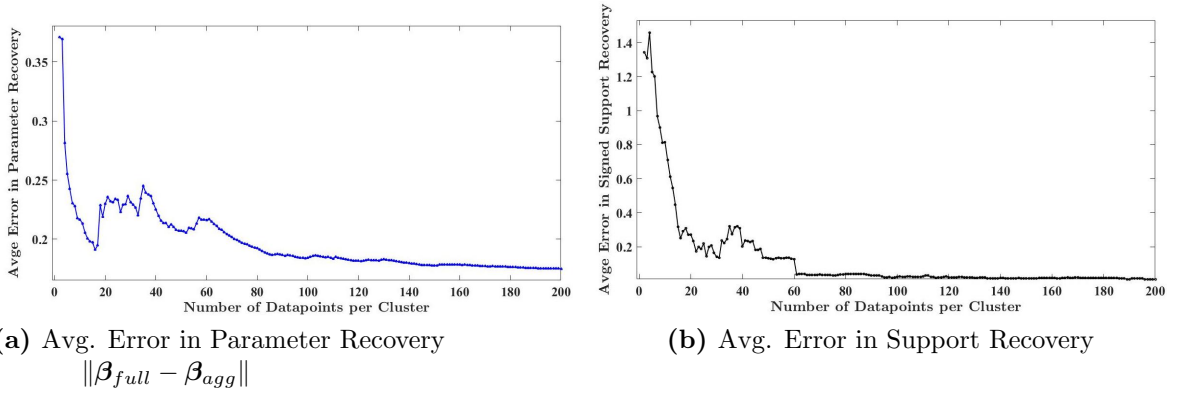 Avge Error in Parameter Recovery
0.35
0.3
0.25
0.2
0 20 40 60 80 100 120 140 160 180 200
Number of Datapoints per Cluster
a) Avg. Error in Parameter Recovery
‖β_full − β_agg‖
Avge Error in Signed Support Recovery
1.4
1.2
1
0.8
0.6
0.4
0.2
0 20 40 60 80 100 120 140 160 180 200
Number of Datapoints per Cluster
(b) Avg. Error in Support Recovery